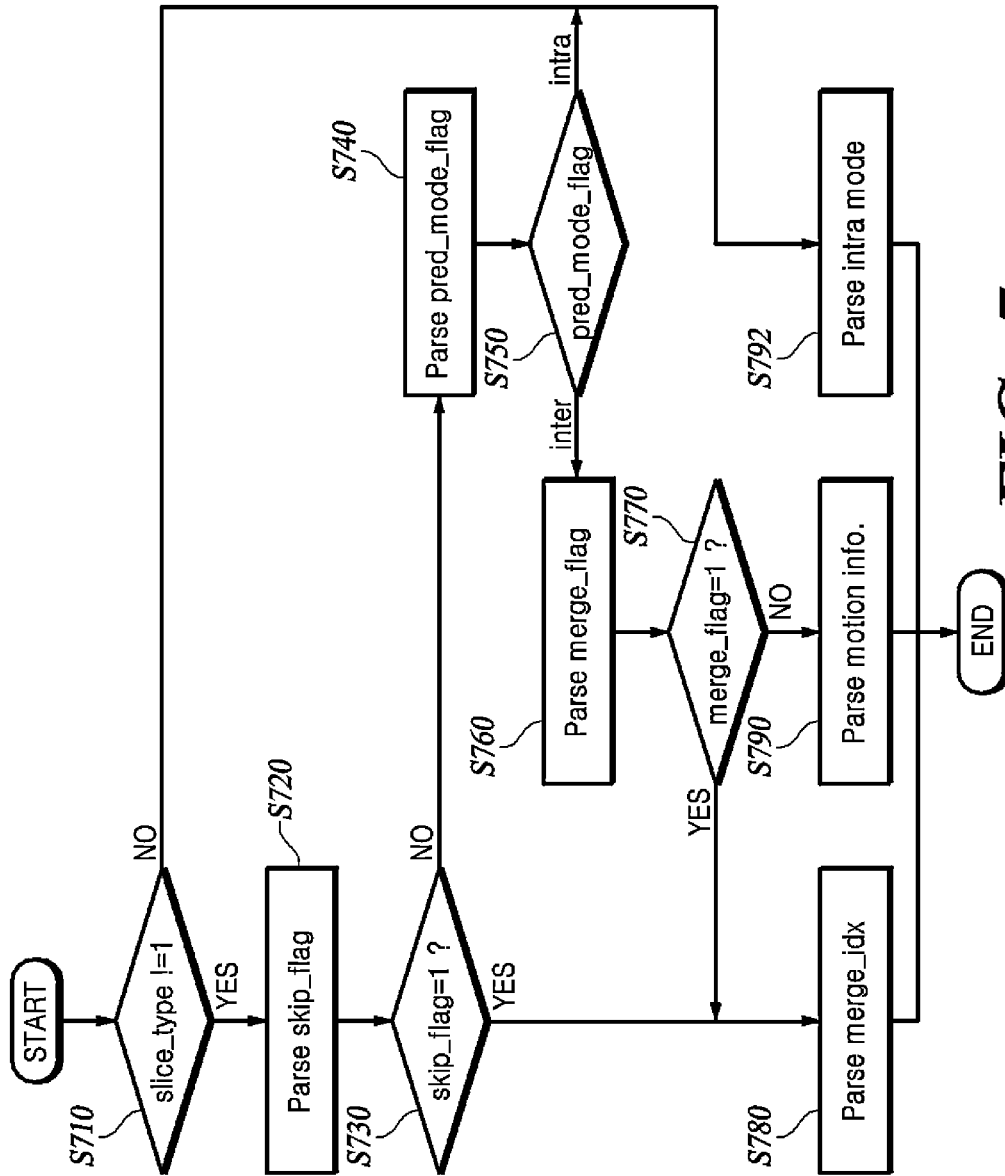 START
S710
slice_type !=1
NO
YES
S720
Parse skip_flag
S730
skip_flag=1 ?
NO
YES
S740
Parse pred_mode_flag
S750
pred_mode_flag
inter
intra
S760
Parse merge_flag
S770
merge_flag=1 ?
YES
NO
S780
Parse merge_idx
S790
Parse motion info.
S792
Parse intra mode
END